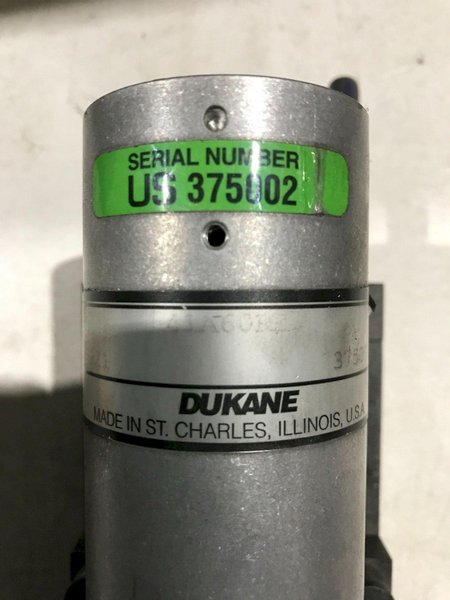 SERIAL NUMBER
US 375002
DUKANE
MADE IN ST. CHARLES, ILLINOIS, U.S.A.